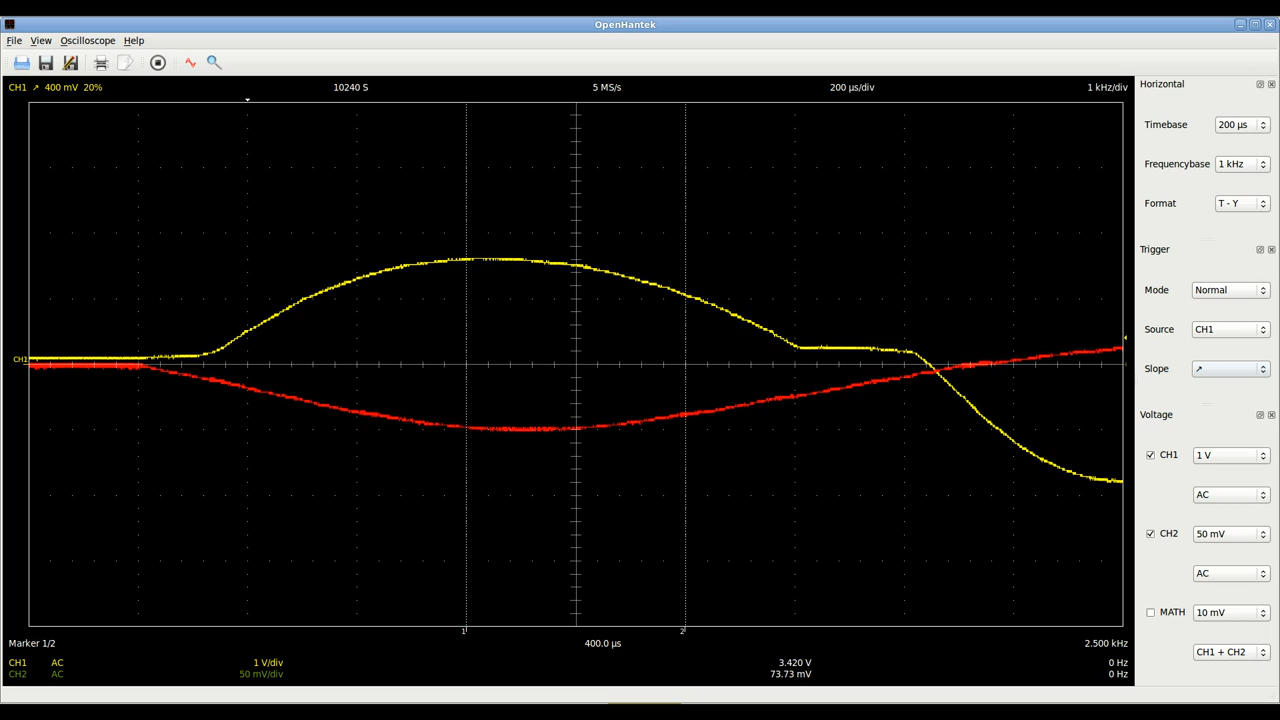 OpenHantek
File View Oscilloscope Help
CH1 ↗ 400 mV 20% 10240 S 5 MS/s 200 µs/div 1 kHz/div
CH1
1 2
Marker 1/2 400.0 µs 2.500 kHz
CH1 AC 1 V/div 3.420 V 0 Hz
CH2 AC 50 mV/div 73.73 mV 0 Hz
Horizontal
Timebase 200 µs
Frequencybase 1 kHz
Format T - Y
Trigger
Mode Normal
Source CH1
Slope ↗
Voltage
CH1 1 V
AC
CH2 50 mV
AC
MATH 10 mV
CH1 + CH2